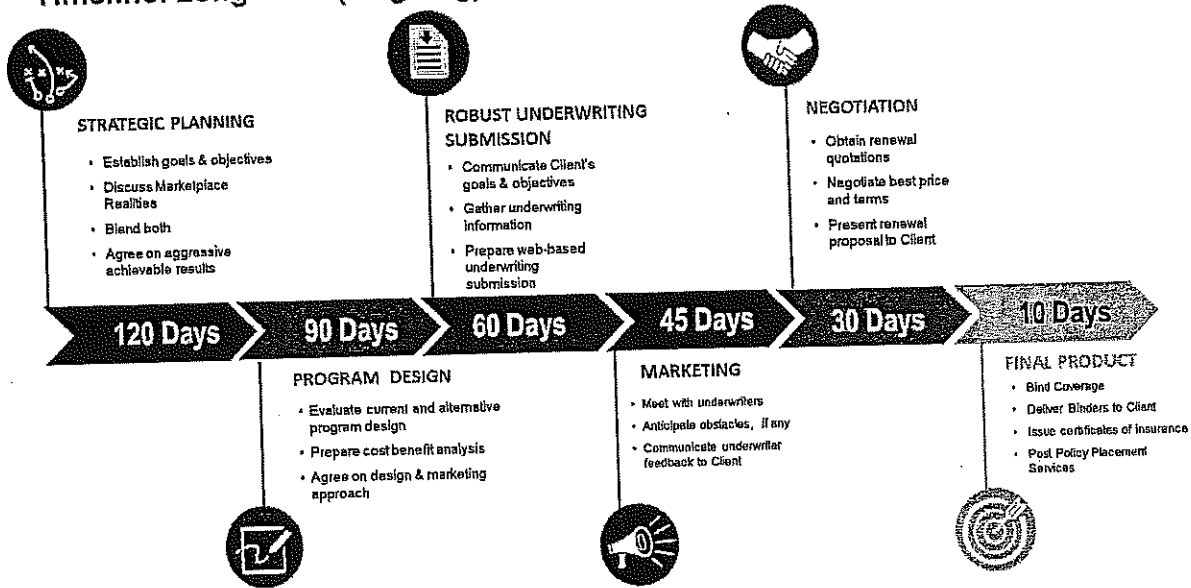 Timeline: Long
STRATEGIC PLANNING
• Establish goals & objectives
• Discuss Marketplace
Realities
• Blend both
• Agree on aggressive
achievable results
ROBUST UNDERWRITING
SUBMISSION
• Communicate Client's
goals & objectives
• Gather underwriting
information
• Prepare web-based
underwriting
submission
NEGOTIATION
• Obtain renewal
quotations
• Negotiate best price
and terms
• Present renewal
proposal to Client
120 Days
90 Days
60 Days
45 Days
30 Days
10 Days
PROGRAM DESIGN
• Evaluate current and alternative
program design
• Prepare cost benefit analysis
• Agree on design & marketing
approach
MARKETING
• Meet with underwriters
• Anticipate obstacles, if any
• Communicate underwriter
feedback to Client
FINAL PRODUCT
• Bind Coverage
• Deliver Binders to Client
• Issue certificates of insurance
• Post Policy Placement
Services